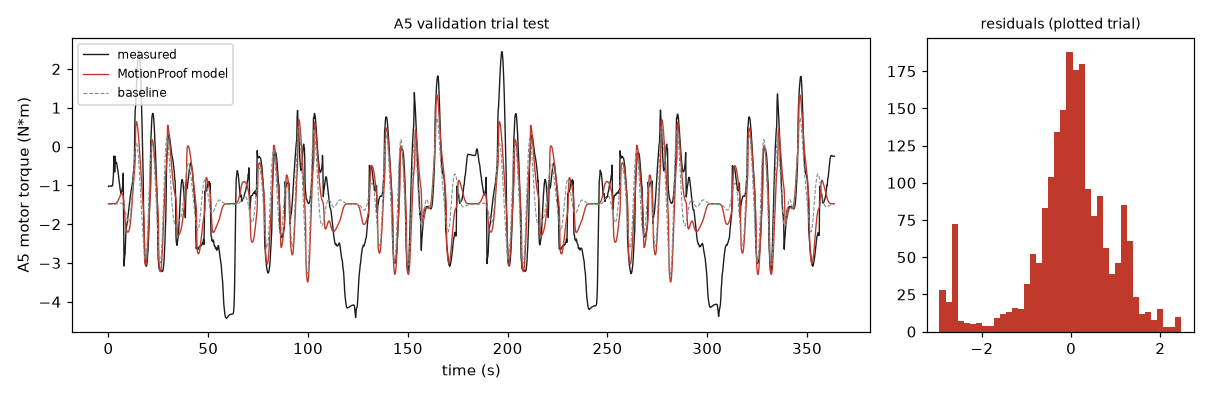 A5 validation trial test
residuals (plotted trial)
measured
MotionProof model
baseline
A5 motor torque (N*m)
2
1
0
−1
−2
−3
−4
0 50 100 150 200 250 300 350
time (s)
175
150
125
100
75
50
25
0
−2 0 2